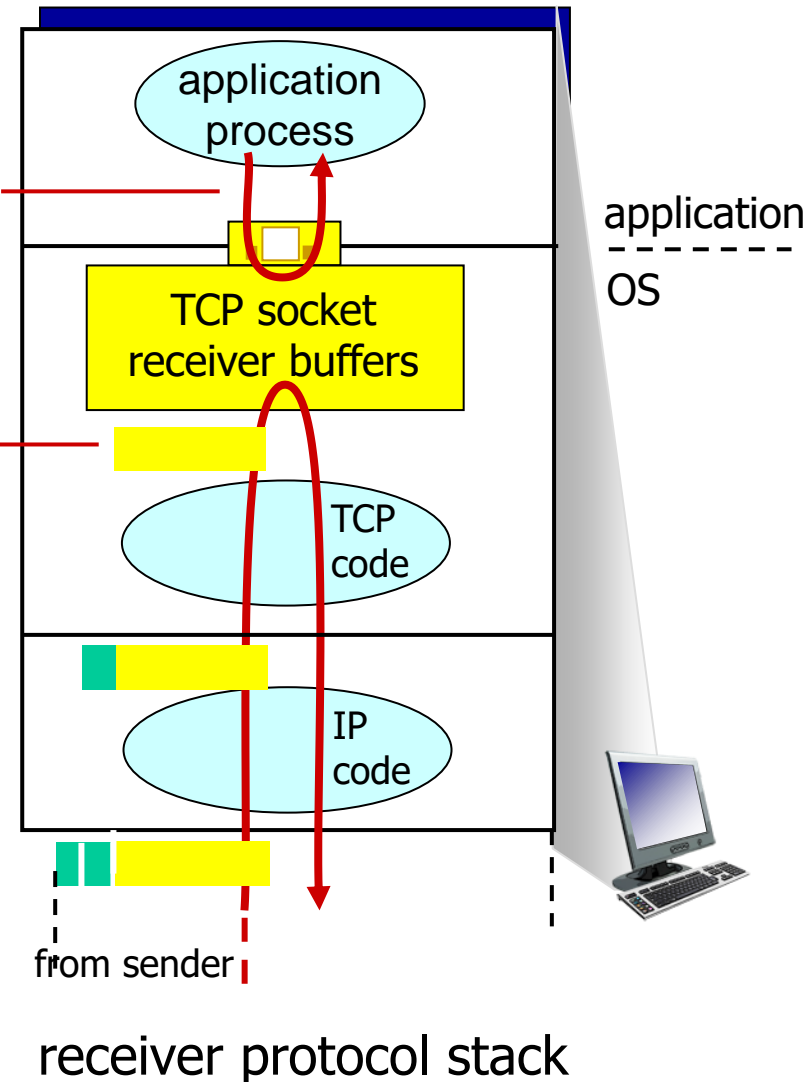 application
process
application
OS
TCP socket
receiver buffers
TCP
code
IP
code
from sender
receiver protocol stack